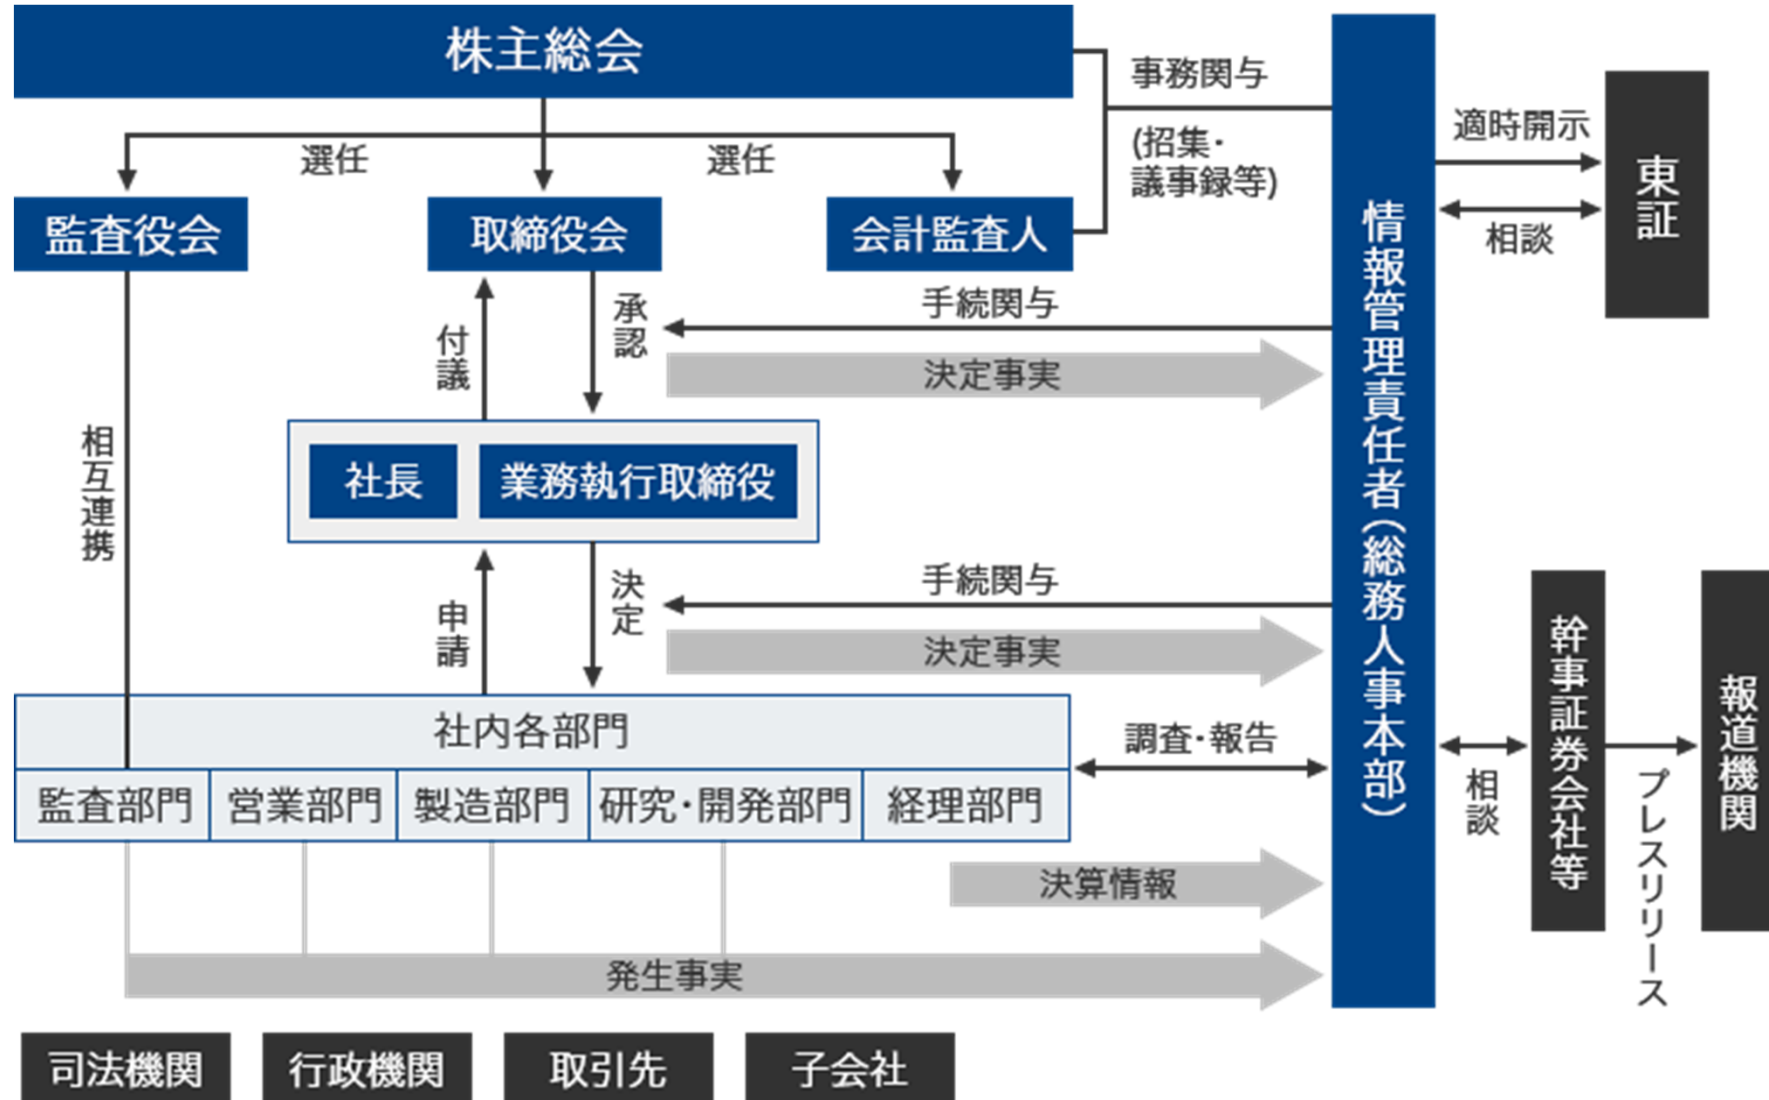 株主総会
事務関与
(招集・
議事録等)
選任
選任
監査役会
取締役会
会計監査人
適時開示
相談
東証
情報管理責任者(総務人事本部)
付議
承認
手続関与
決定事実
相互連携
社長
業務執行取締役
申請
決定
手続関与
決定事実
社内各部門
監査部門
営業部門
製造部門
研究・開発部門
経理部門
調査・報告
相談
幹事証券会社等
プレスリリース
報道機関
決算情報
発生事実
司法機関
行政機関
取引先
子会社